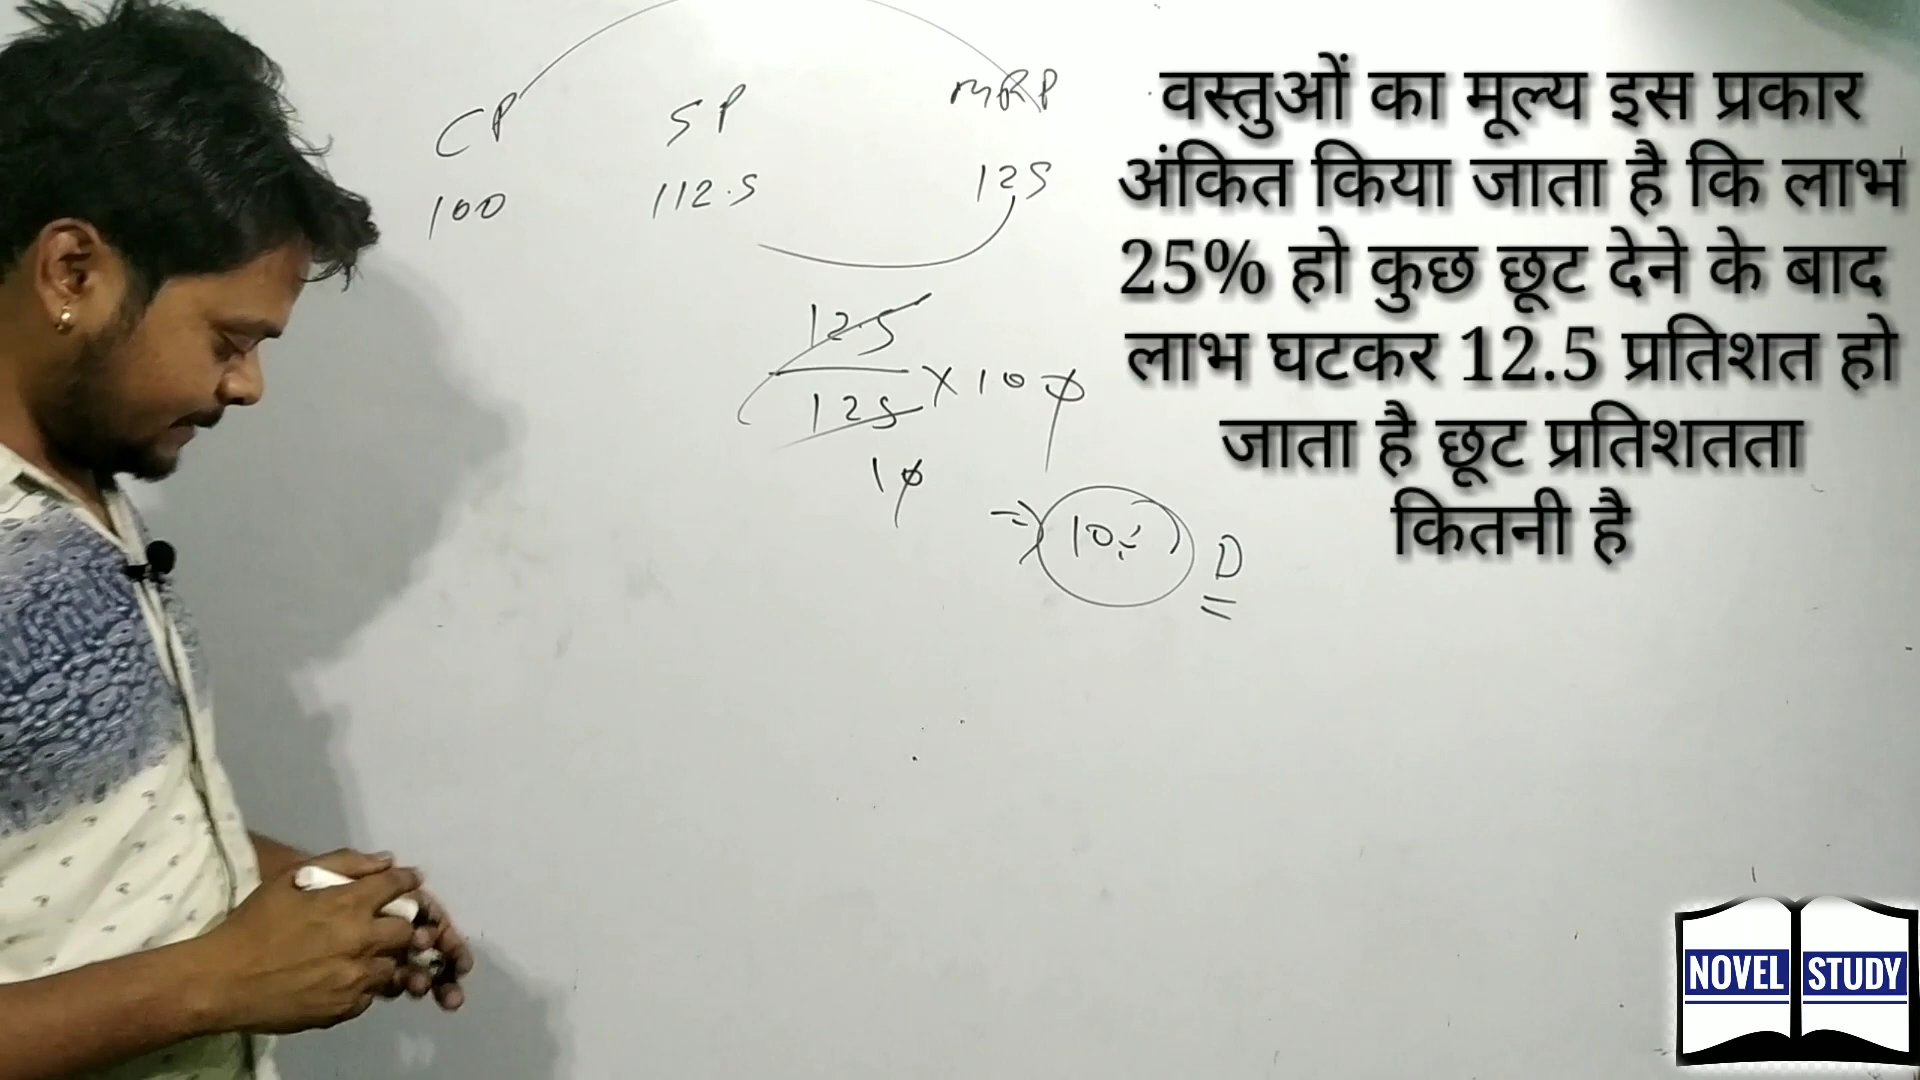 CP SP MRP
100 112.5 125
12.5
125 × 100
10
⇒ 10% D
वस्तुओं का मूल्य इस प्रकार
अंकित किया जाता है कि लाभ
25% हो कुछ छूट देने के बाद
लाभ घटकर 12.5 प्रतिशत हो
जाता है छूट प्रतिशतता
कितनी है
NOVEL STUDY